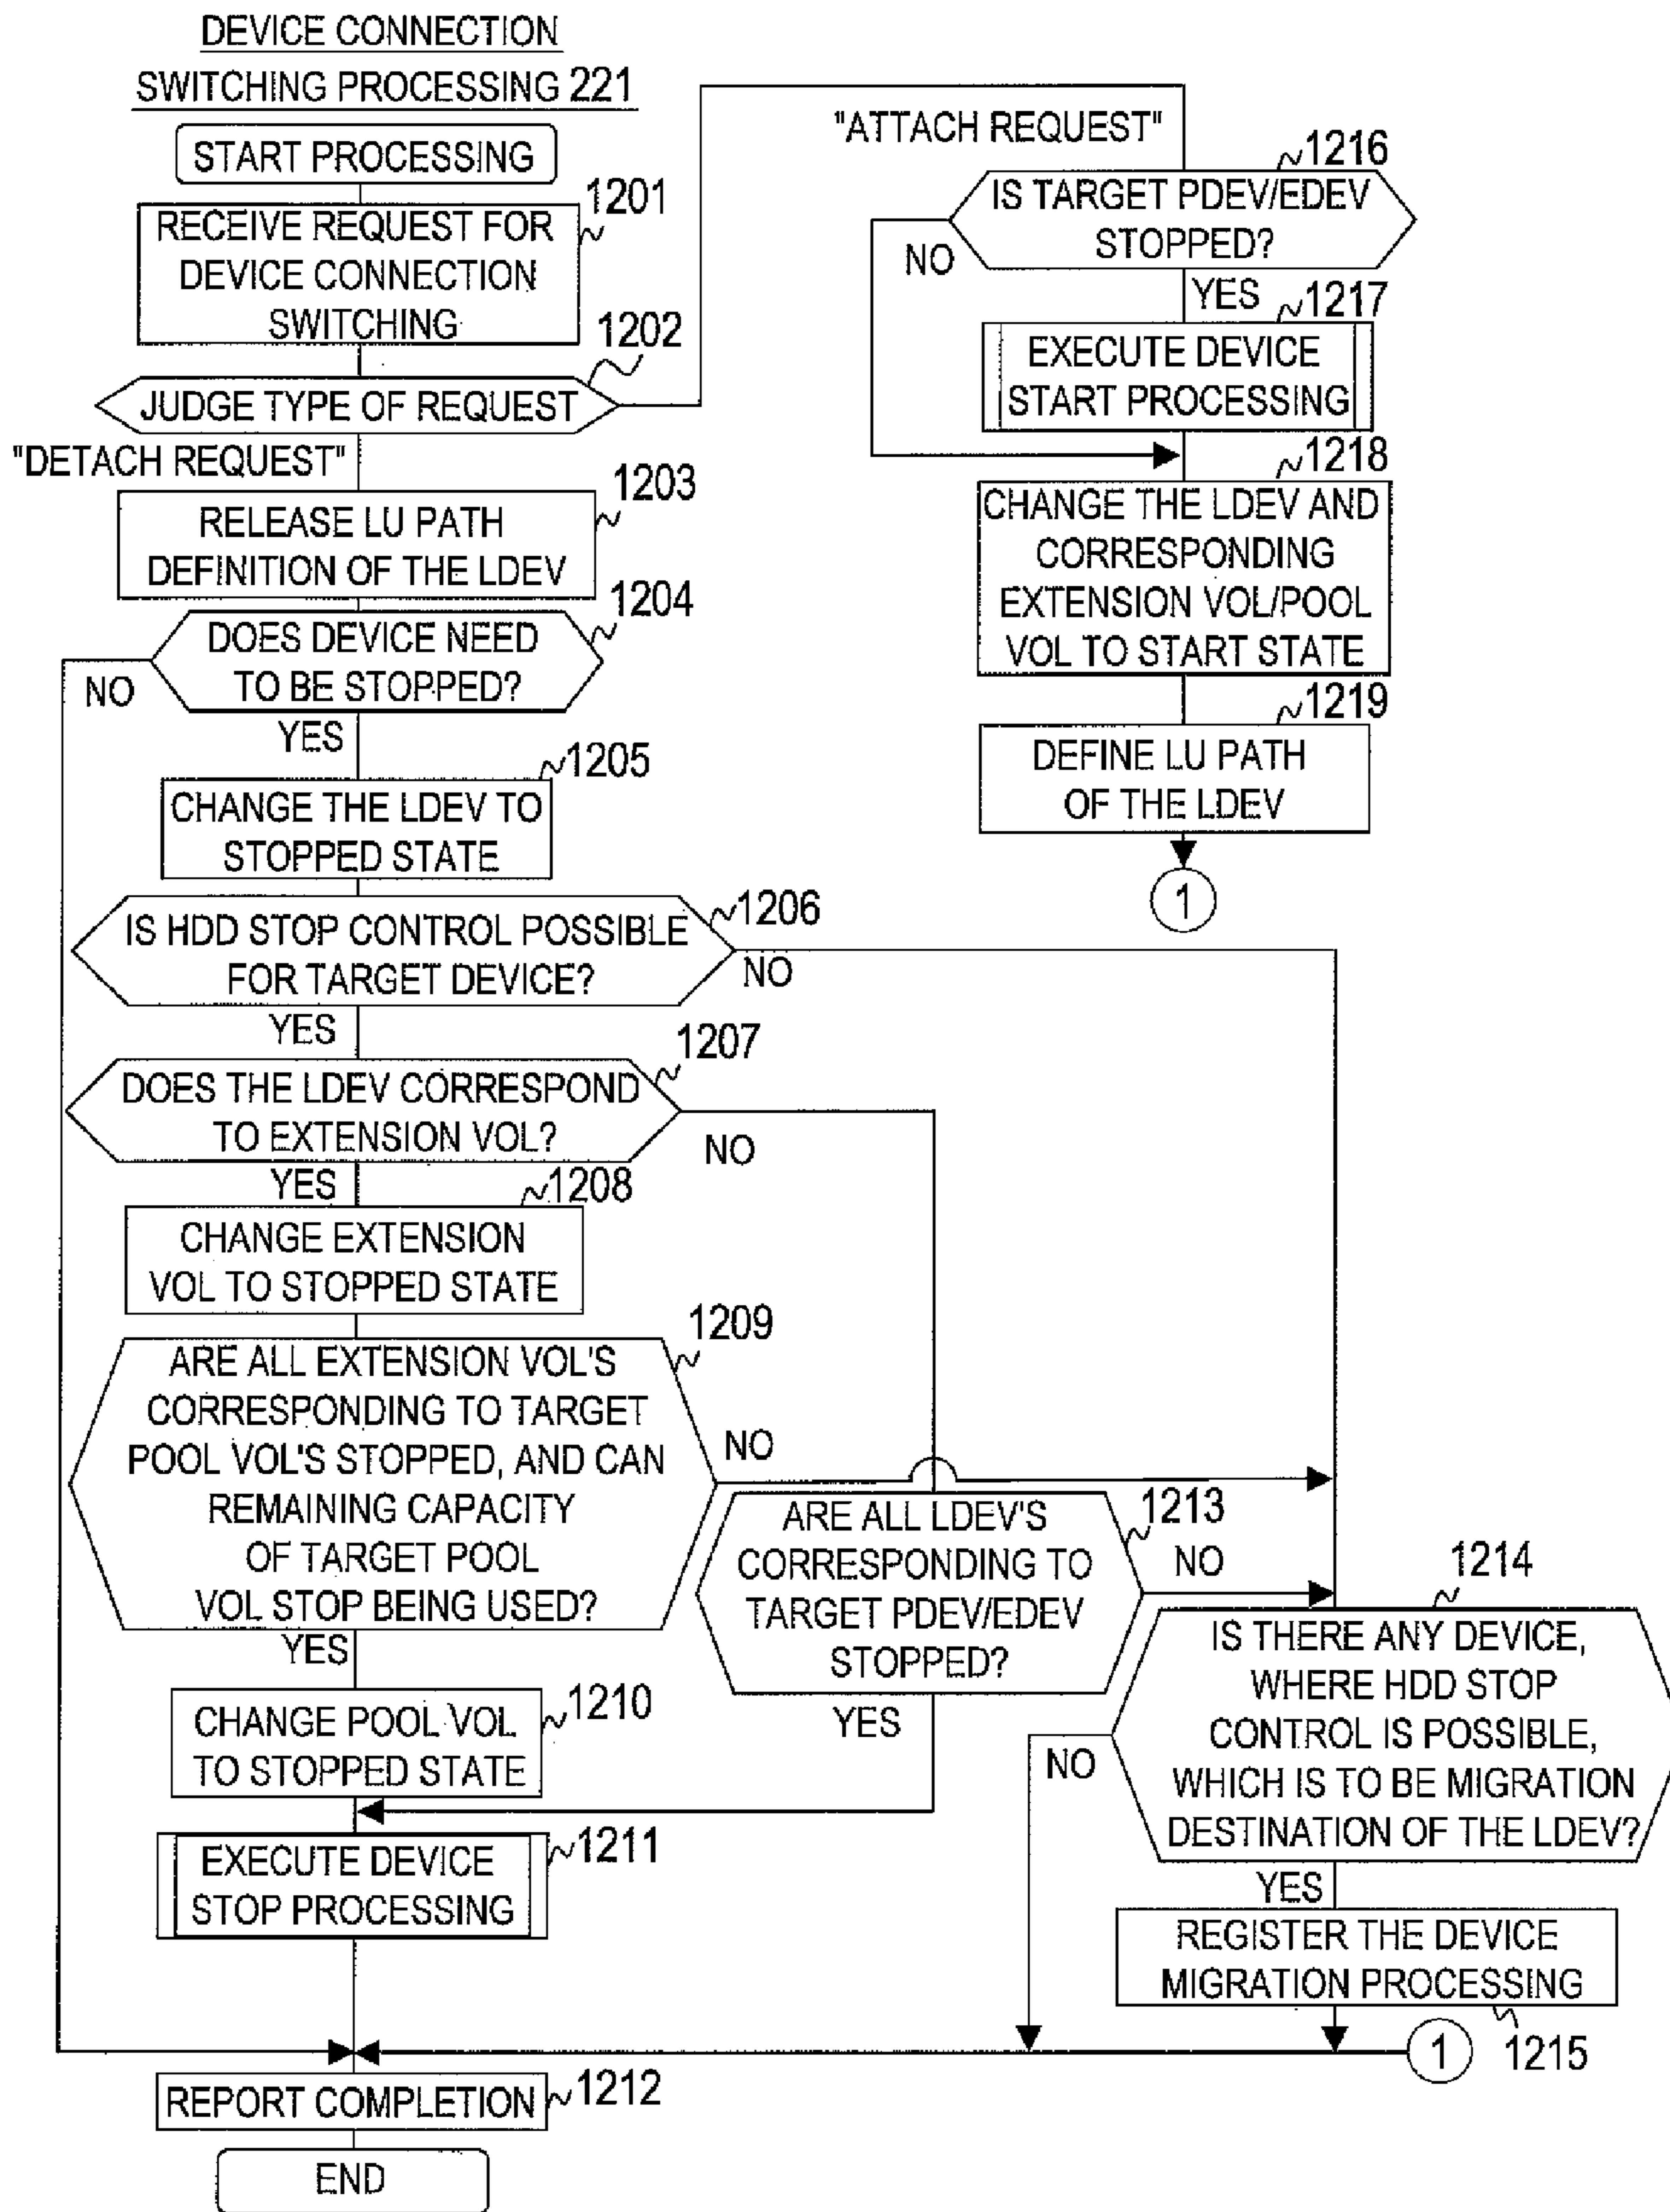 DEVICE CONNECTION
SWITCHING PROCESSING 221
START PROCESSING
1201
RECEIVE REQUEST FOR
DEVICE CONNECTION
SWITCHING
1202
JUDGE TYPE OF REQUEST
"DETACH REQUEST"
1203
RELEASE LU PATH
DEFINITION OF THE LDEV
1204
DOES DEVICE NEED
TO BE STOPPED?
NO
YES
1205
CHANGE THE LDEV TO
STOPPED STATE
1206
IS HDD STOP CONTROL POSSIBLE
FOR TARGET DEVICE?
NO
YES
1207
DOES THE LDEV CORRESPOND
TO EXTENSION VOL?
NO
YES
1208
CHANGE EXTENSION
VOL TO STOPPED STATE
1209
ARE ALL EXTENSION VOL'S
CORRESPONDING TO TARGET
POOL VOL'S STOPPED, AND CAN
REMAINING CAPACITY
OF TARGET POOL
VOL STOP BEING USED?
NO
YES
1210
CHANGE POOL VOL
TO STOPPED STATE
1211
EXECUTE DEVICE
STOP PROCESSING
1212
REPORT COMPLETION
END
1213
ARE ALL LDEV'S
CORRESPONDING TO
TARGET PDEV/EDEV
STOPPED?
NO
YES
1214
IS THERE ANY DEVICE,
WHERE HDD STOP
CONTROL IS POSSIBLE,
WHICH IS TO BE MIGRATION
DESTINATION OF THE LDEV?
NO
YES
REGISTER THE DEVICE
MIGRATION PROCESSING
1215
1
"ATTACH REQUEST"
1216
IS TARGET PDEV/EDEV
STOPPED?
NO
YES
1217
EXECUTE DEVICE
START PROCESSING
1218
CHANGE THE LDEV AND
CORRESPONDING
EXTENSION VOL/POOL
VOL TO START STATE
1219
DEFINE LU PATH
OF THE LDEV
1